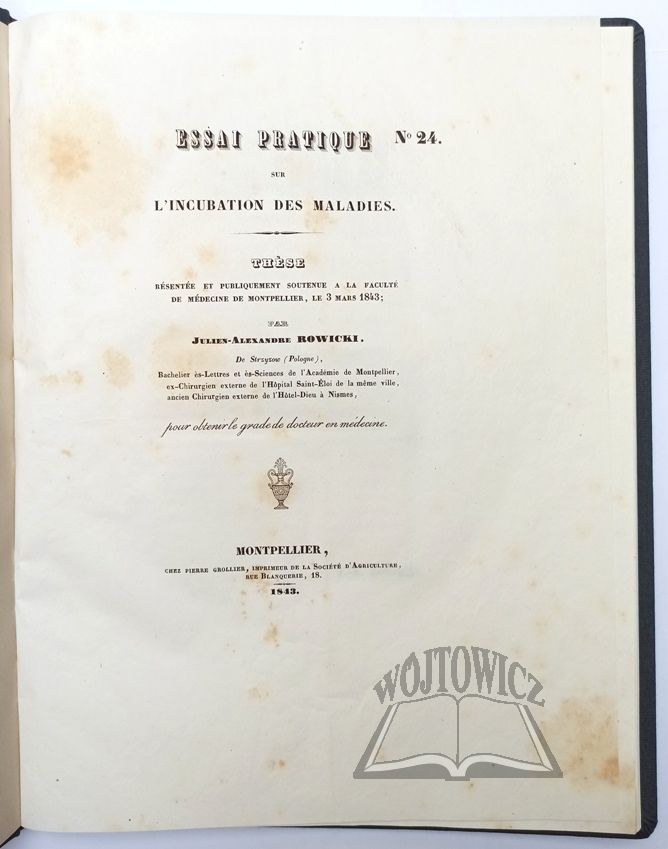 ESSAI PRATIQUE Nº 24.
SUR
L'INCUBATION DES MALADIES.
THÈSE
RÉSENTÉE ET PUBLIQUEMENT SOUTENUE A LA FACULTÉ
DE MÉDECINE DE MONTPELLIER, LE 3 MARS 1843;
PAR
JULIEN-ALEXANDRE ROWICKI.
De Strzysow (Pologne),
Bachelier ès-Lettres et ès-Sciences de l'Académie de Montpellier,
ex-Chirurgien externe de l'Hôpital Saint-Éloi de la même ville,
ancien Chirurgien externe de l'Hôtel-Dieu à Nismes,
pour obtenir le grade de docteur en médecine.
MONTPELLIER,
CHEZ PIERRE GROLLIER, IMPRIMEUR DE LA SOCIÉTÉ D'AGRICULTURE,
RUE BLANQUERIE, 18.
1843.
WÓJTOWICZ